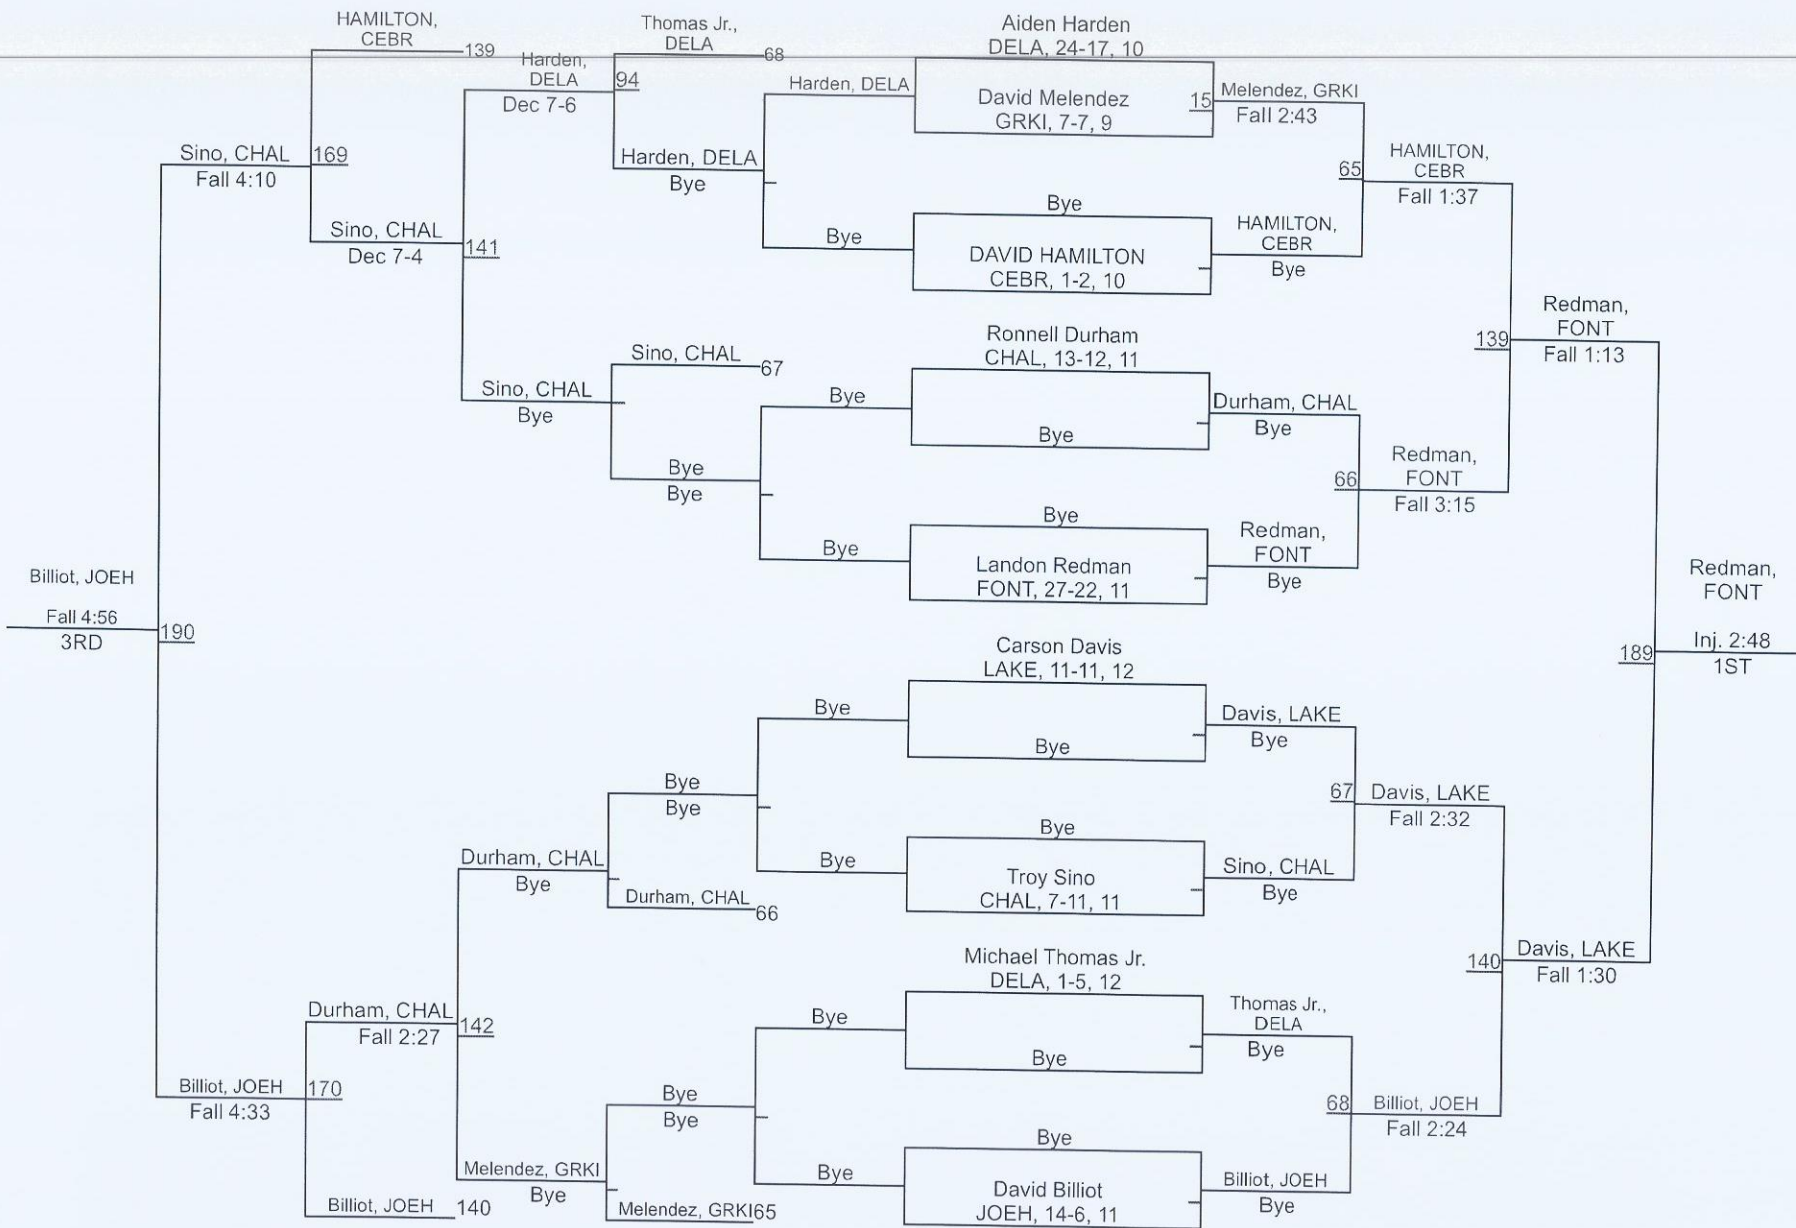 HAMILTON,
CEBR
139
Harden,
DELA
Dec 7-6
Thomas Jr.,
DELA
68
94
Harden, DELA
Bye
Harden, DELA
Bye
Sino, CHAL
Fall 4:10
169
Sino, CHAL
Dec 7-4
141
Sino, CHAL
Bye
Sino, CHAL
67
Bye
Bye
Bye
Bye
Billiot, JOEH
Fall 4:56
3RD
190
Durham, CHAL
Bye
Bye
Bye
Bye
Bye
Durham, CHAL
66
Durham, CHAL
Fall 2:27
142
Billiot, JOEH
Fall 4:33
170
Billiot, JOEH
140
Melendez, GRKI
Bye
Bye
Bye
Bye
Bye
Melendez, GRKI
65
Aiden Harden
DELA, 24-17, 10
David Melendez
GRKI, 7-7, 9
15
Melendez, GRKI
Fall 2:43
Bye
DAVID HAMILTON
CEBR, 1-2, 10
HAMILTON,
CEBR
Bye
65
HAMILTON,
CEBR
Fall 1:37
Ronnell Durham
CHAL, 13-12, 11
Bye
Durham, CHAL
Bye
Bye
Landon Redman
FONT, 27-22, 11
Redman,
FONT
Bye
66
Redman,
FONT
Fall 3:15
139
Redman,
FONT
Fall 1:13
Carson Davis
LAKE, 11-11, 12
Bye
Davis, LAKE
Bye
Bye
Troy Sino
CHAL, 7-11, 11
Sino, CHAL
Bye
67
Davis, LAKE
Fall 2:32
Michael Thomas Jr.
DELA, 1-5, 12
Bye
Thomas Jr.,
DELA
Bye
Bye
David Billiot
JOEH, 14-6, 11
Billiot, JOEH
Bye
68
Billiot, JOEH
Fall 2:24
140
Davis, LAKE
Fall 1:30
189
Redman,
FONT
Inj. 2:48
1ST